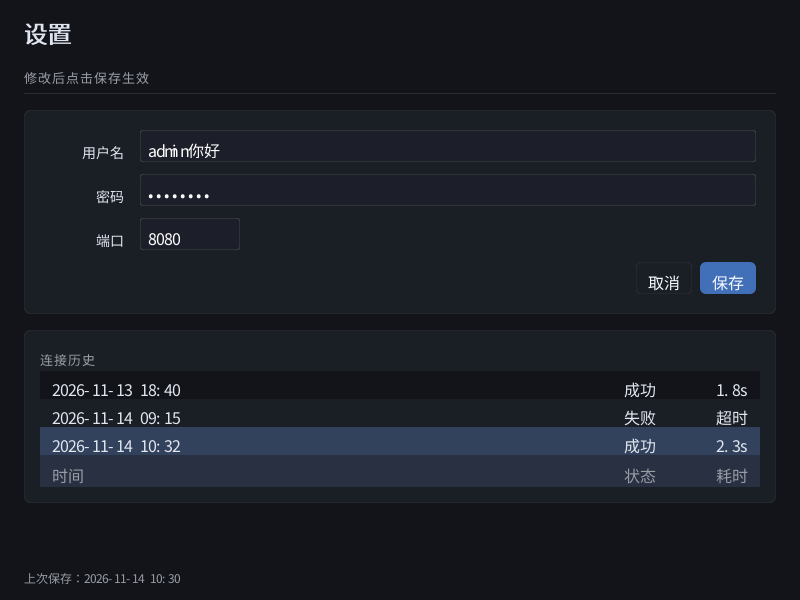 设置
修改后点击保存生效
用户名 admin你好
密码 ••••••••
端口 8080
取消 保存
连接历史
2026-11-13 18:40 成功 1.8s
2026-11-14 09:15 失败 超时
2026-11-14 10:32 成功 2.3s
时间 状态 耗时
上次保存：2026-11-14 10:30